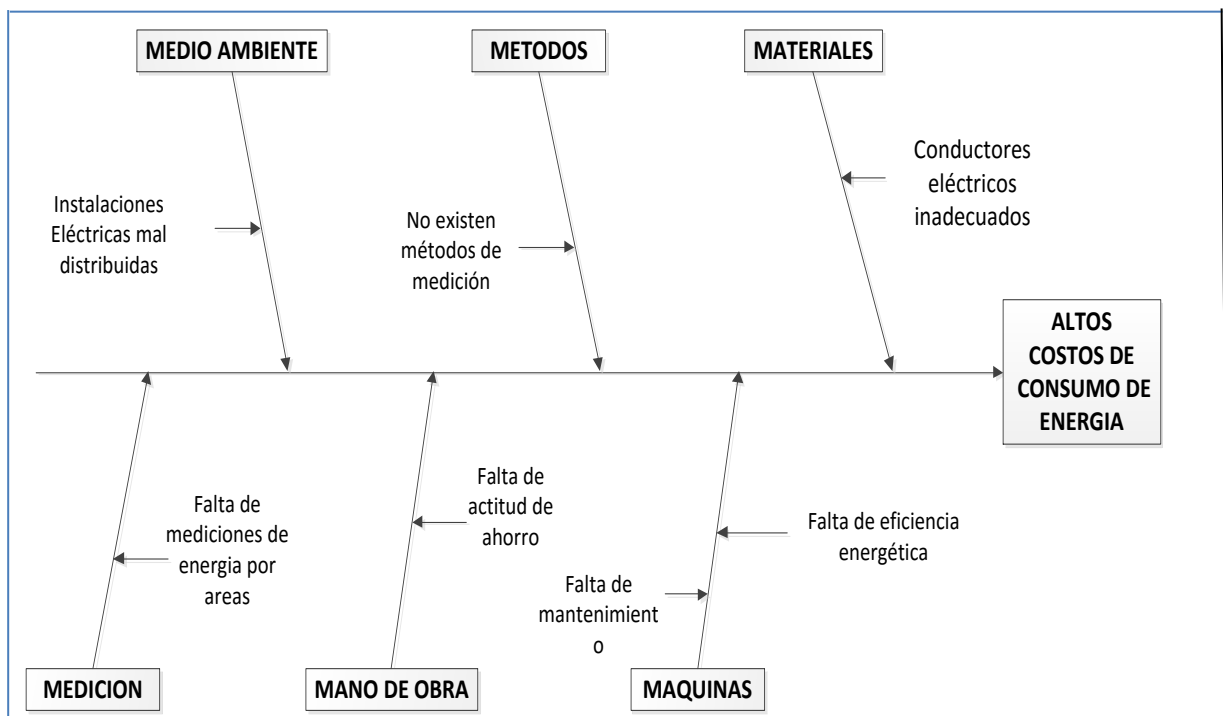 MEDIO AMBIENTE
METODOS
MATERIALES
Instalaciones
Eléctricas mal
distribuidas
No existen
métodos de
medición
Conductores
eléctricos
inadecuados
ALTOS
COSTOS DE
CONSUMO DE
ENERGIA
Falta de
mediciones de
energia por
areas
Falta de
actitud de
ahorro
Falta de
mantenimient
o
Falta de eficiencia
energética
MEDICION
MANO DE OBRA
MAQUINAS